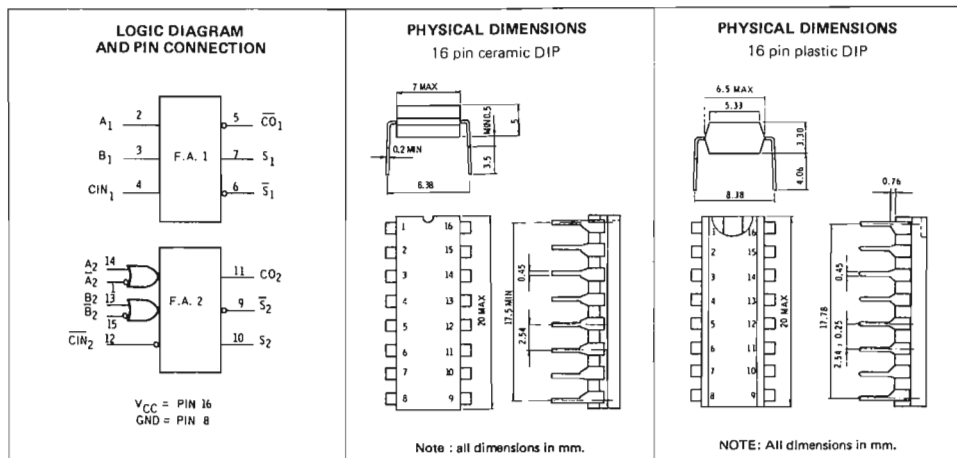 LOGIC DIAGRAM
AND PIN CONNECTION
A1 2
B1 3
CIN1 4
F.A. 1
5 C̅O̅1
7 S1
6 S̅1
A2 14
A̅2 1
B2 13
B̅2 15
C̅I̅N̅2 12
F.A. 2
11 CO2
9 S̅2
10 S2
VCC = PIN 16
GND = PIN 8
PHYSICAL DIMENSIONS
16 pin ceramic DIP
7 MAX
MIN 0.5
5
0.2 MIN
3.5
6.38
1 16
2 15
3 14
4 13
5 12
6 11
7 10
8 9
20 MAX
17.5 MIN
0.45
2.54
Note : all dimensions in mm.
PHYSICAL DIMENSIONS
16 pin plastic DIP
6.5 MAX
5.33
3.30
4.06
8.38
0.76
1 16
2 15
3 14
4 13
5 12
6 11
7 10
8 9
20 MAX
17.78
0.45
2.54 ± 0.25
NOTE: All dimensions in mm.